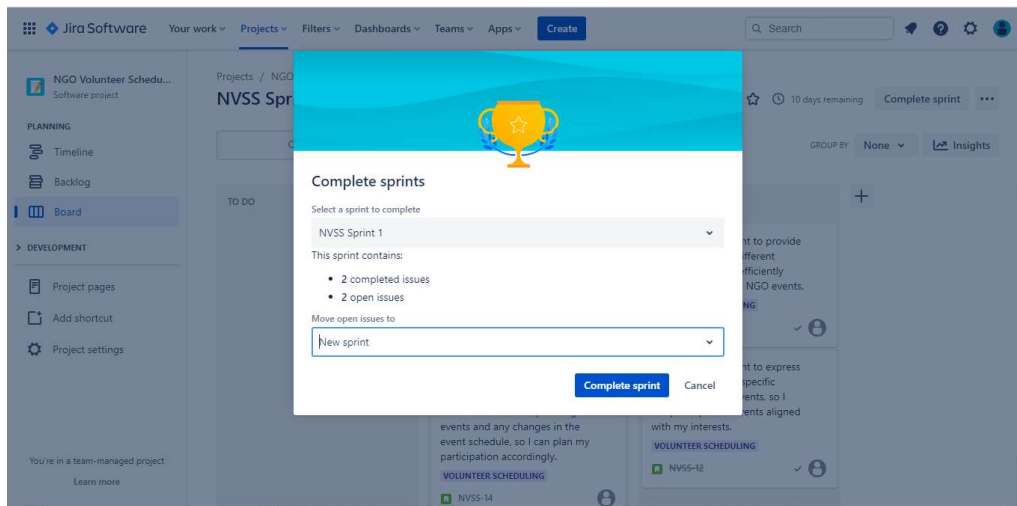 Jira Software Your work Projects Filters Dashboards Teams Apps Create Search
NGO Volunteer Schedu...
Software project
Projects / NGO
NVSS Spr
10 days remaining Complete sprint
PLANNING
Timeline
Backlog
Board
DEVELOPMENT
Project pages
Add shortcut
Project settings
You're in a team-managed project
Learn more
GROUP BY None Insights
TO DO
Complete sprints
Select a sprint to complete
NVSS Sprint 1
This sprint contains:
• 2 completed issues
• 2 open issues
Move open issues to
New sprint
Complete sprint Cancel
events and any changes in the
event schedule, so I can plan my
participation accordingly.
VOLUNTEER SCHEDULING
NVSS-14
nt to provide
ifferent
efficiently
NGO events.
NG
nt to express
specific
ents, so I
ents aligned
with my interests.
VOLUNTEER SCHEDULING
NVSS-12